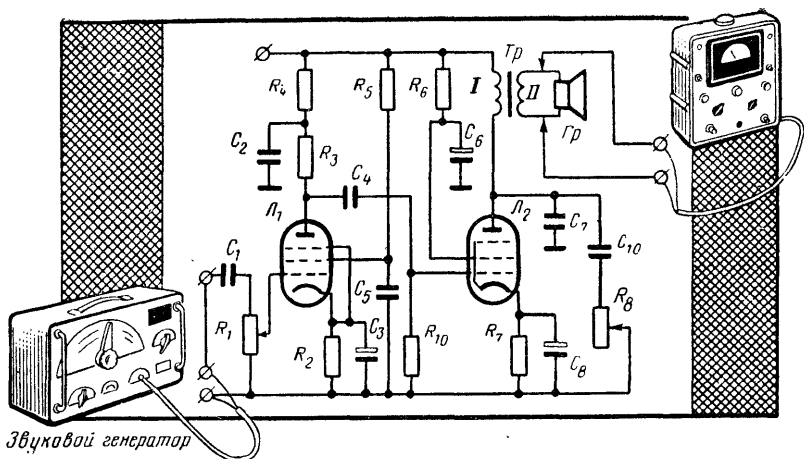 Тр
R4
R5
R6
I
II
Гр
C2
R3
C6
C4
Л1
Л2
C7
C10
C1
R1
C5
R8
R2
C3
R10
R7
C8
Звуковой генератор